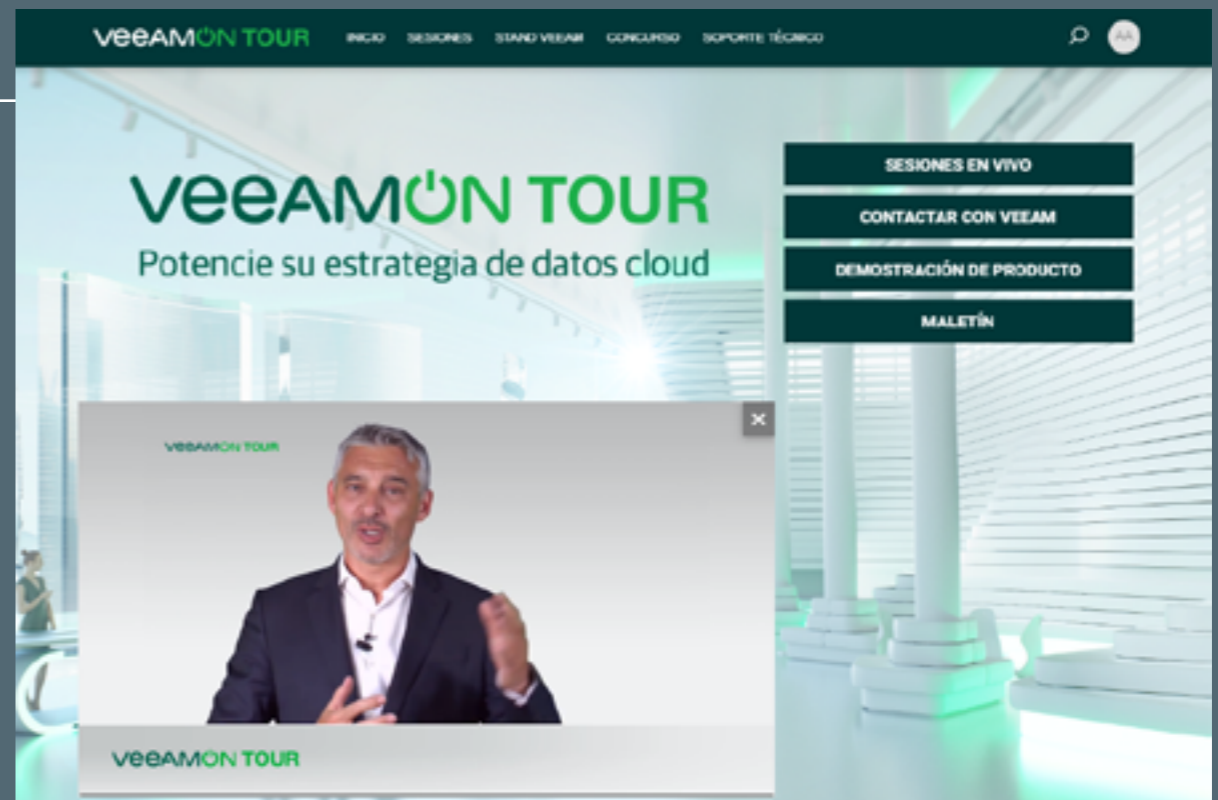 VeeAMON TOUR
INICIO SESIONES STAND VEEAM CONCURSO SOPORTE TÉCNICO
AA
VeeAMON TOUR
Potencie su estrategia de datos cloud
SESIONES EN VIVO
CONTACTAR CON VEEAM
DEMOSTRACIÓN DE PRODUCTO
MALETÍN
VeeAMON TOUR
VeeAMON TOUR